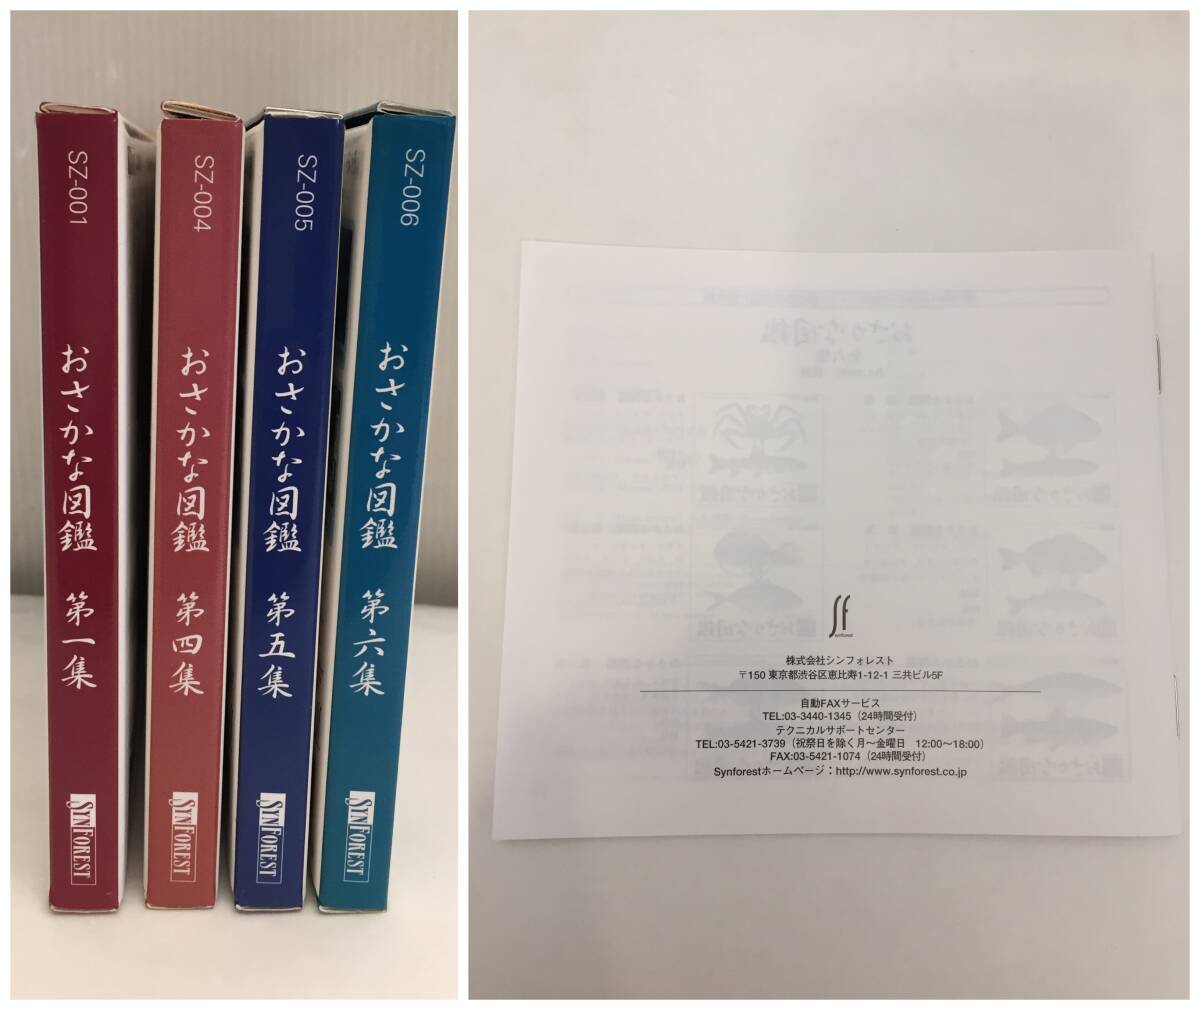 SZ-001
おさかな図鑑 第一集
SYNFOREST
SZ-004
おさかな図鑑 第四集
SYNFOREST
SZ-005
おさかな図鑑 第五集
SYNFOREST
SZ-006
おさかな図鑑 第六集
SYNFOREST
おさかな図鑑
sf
synforest
株式会社シンフォレスト
〒150 東京都渋谷区恵比寿1-12-1 三共ビル5F
自動FAXサービス
TEL:03-3440-1345（24時間受付）
テクニカルサポートセンター
TEL:03-5421-3739（祝祭日を除く月〜金曜日 12:00〜18:00）
FAX:03-5421-1074（24時間受付）
Synforestホームページ：http://www.synforest.co.jp